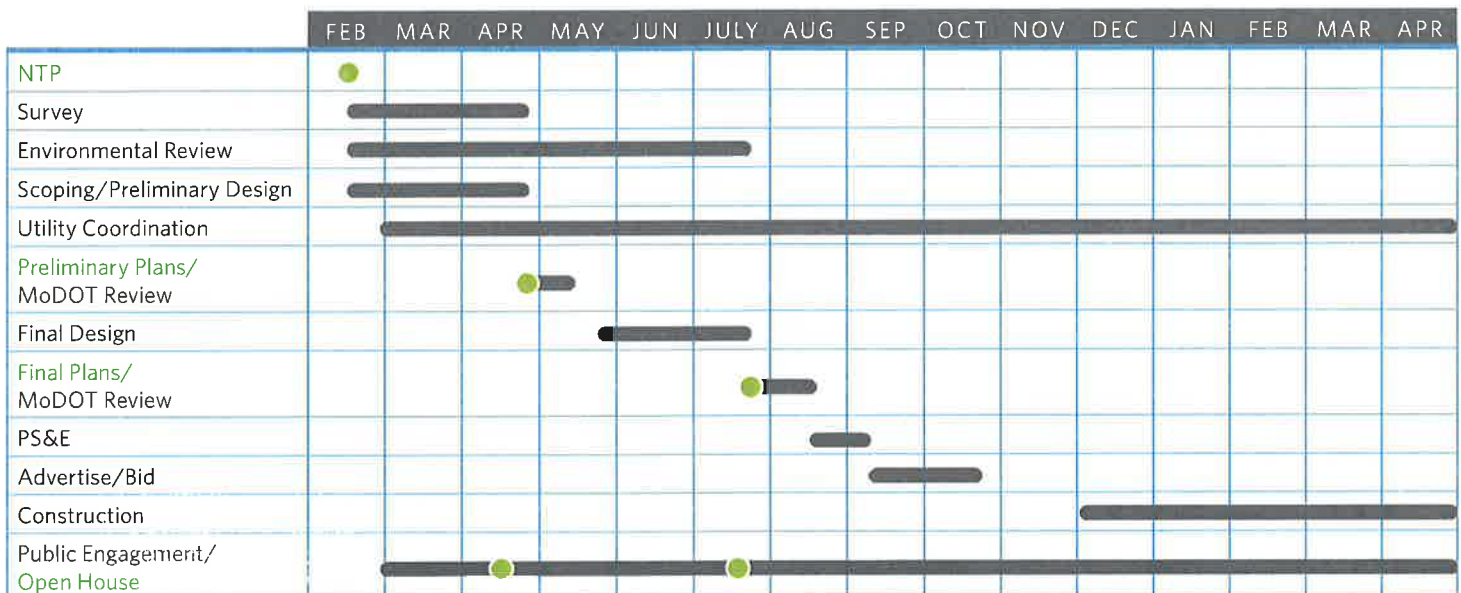 FEB MAR APR MAY JUN JULY AUG SEP OCT NOV DEC JAN FEB MAR APR
NTP
Survey
Environmental Review
Scoping/Preliminary Design
Utility Coordination
Preliminary Plans/
MoDOT Review
Final Design
Final Plans/
MoDOT Review
PS&E
Advertise/Bid
Construction
Public Engagement/
Open House